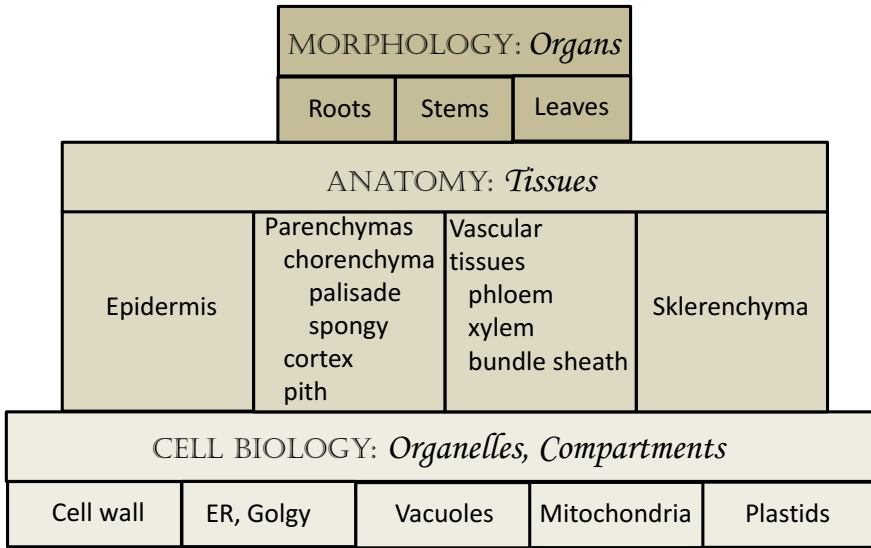 MORPHOLOGY: Organs
Roots
Stems
Leaves
ANATOMY: Tissues
Epidermis
Parenchymas
chorenchyma
palisade
spongy
cortex
pith
Vascular
tissues
phloem
xylem
bundle sheath
Sklerenchyma
CELL BIOLOGY: Organelles, Compartments
Cell wall
ER, Golgy
Vacuoles
Mitochondria
Plastids